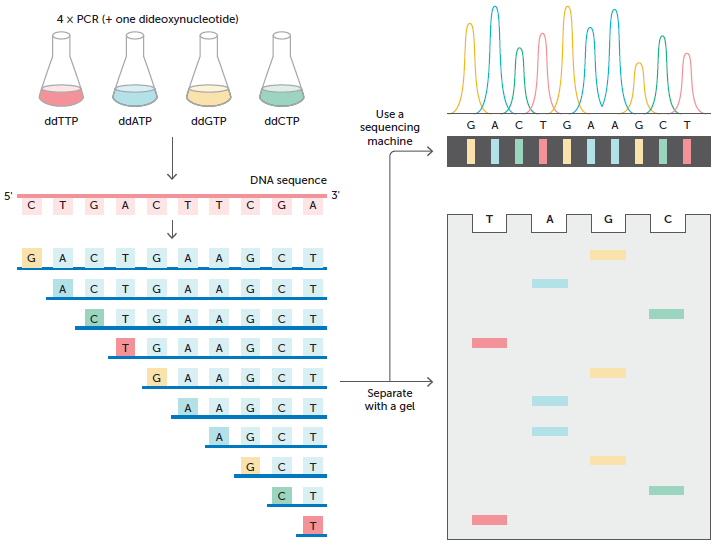 4 × PCR (+ one dideoxynucleotide)
ddTTP ddATP ddGTP ddCTP
DNA sequence
5' 3'
C T G A C T T C G A
G A C T G A A G C T
A C T G A A G C T
C T G A A G C T
T G A A G C T
G A A G C T
A A G C T
A G C T
G C T
C T
T
Use a
sequencing
machine
Separate
with a gel
G A C T G A A G C T
T A G C